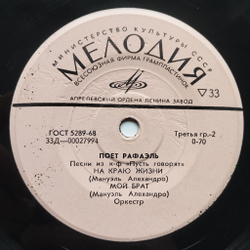 МИНИСТЕРСТВО КУЛЬТУРЫ СССР
МЕЛОДИЯ
ВСЕСОЮЗНАЯ ФИРМА ГРАМПЛАСТИНОК
▽33
АПРЕЛЕВСКИЙ ОРДЕНА ЛЕНИНА ЗАВОД
ГОСТ 5289-68
33Д—00027994
Третья гр.-2
0-70
ПОЕТ РАФАЭЛЬ
Песни из к-ф «Пусть говорят»
НА КРАЮ ЖИЗНИ
(Мануэль Алехандро)
МОЙ БРАТ
(Мануэль Алехандро)
Оркестр